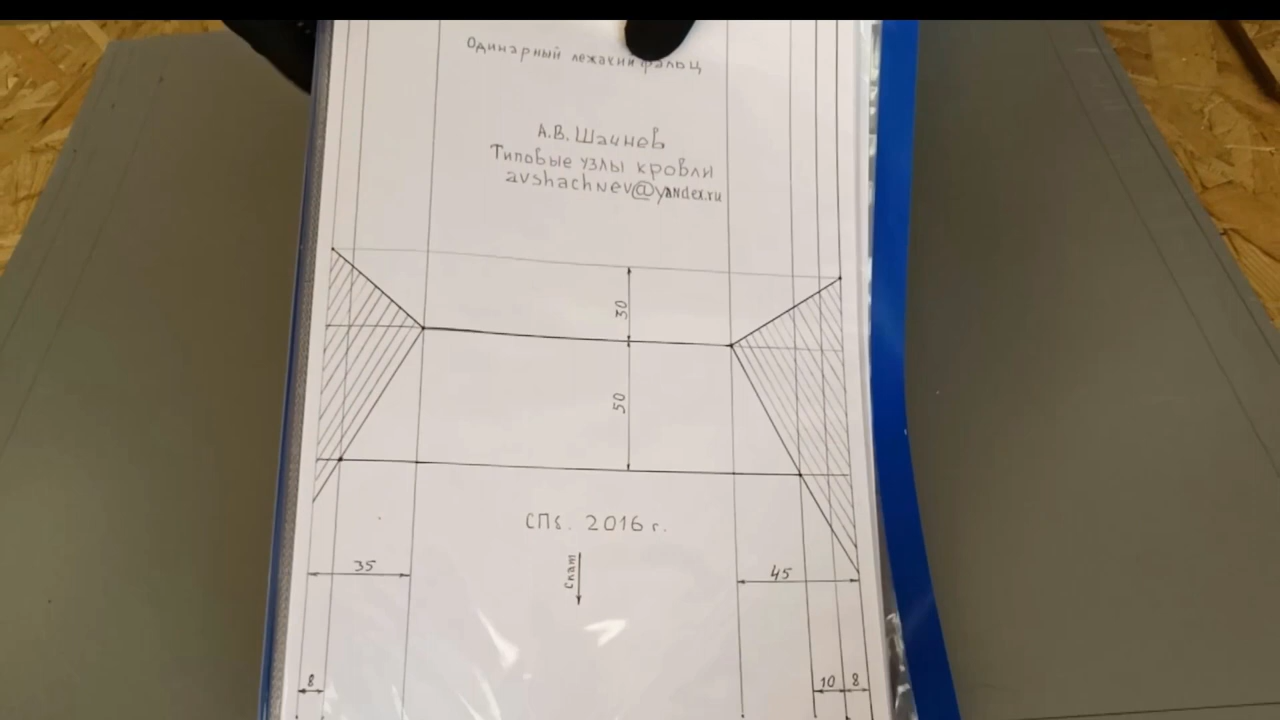 Одинарный лежачий фальц
А.В. Шачнев
Типовые узлы кровли
avshachnev@yandex.ru
30
50
СПб. 2016 г.
Скат
35
45
8
10
8